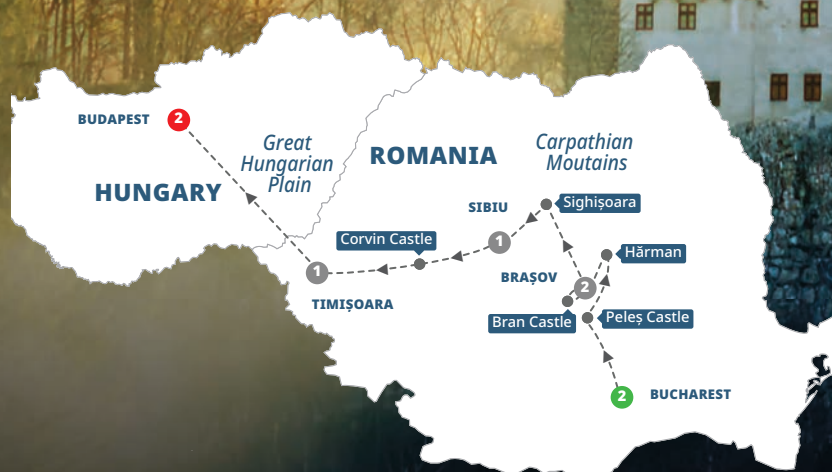 BUDAPEST
2
Great
Hungarian
Plain
HUNGARY
ROMANIA
Carpathian
Moutains
SIBIU
1
Sighișoara
Corvin Castle
1
TIMIȘOARA
Hărman
BRAȘOV
2
Bran Castle
Peleș Castle
2
BUCHAREST